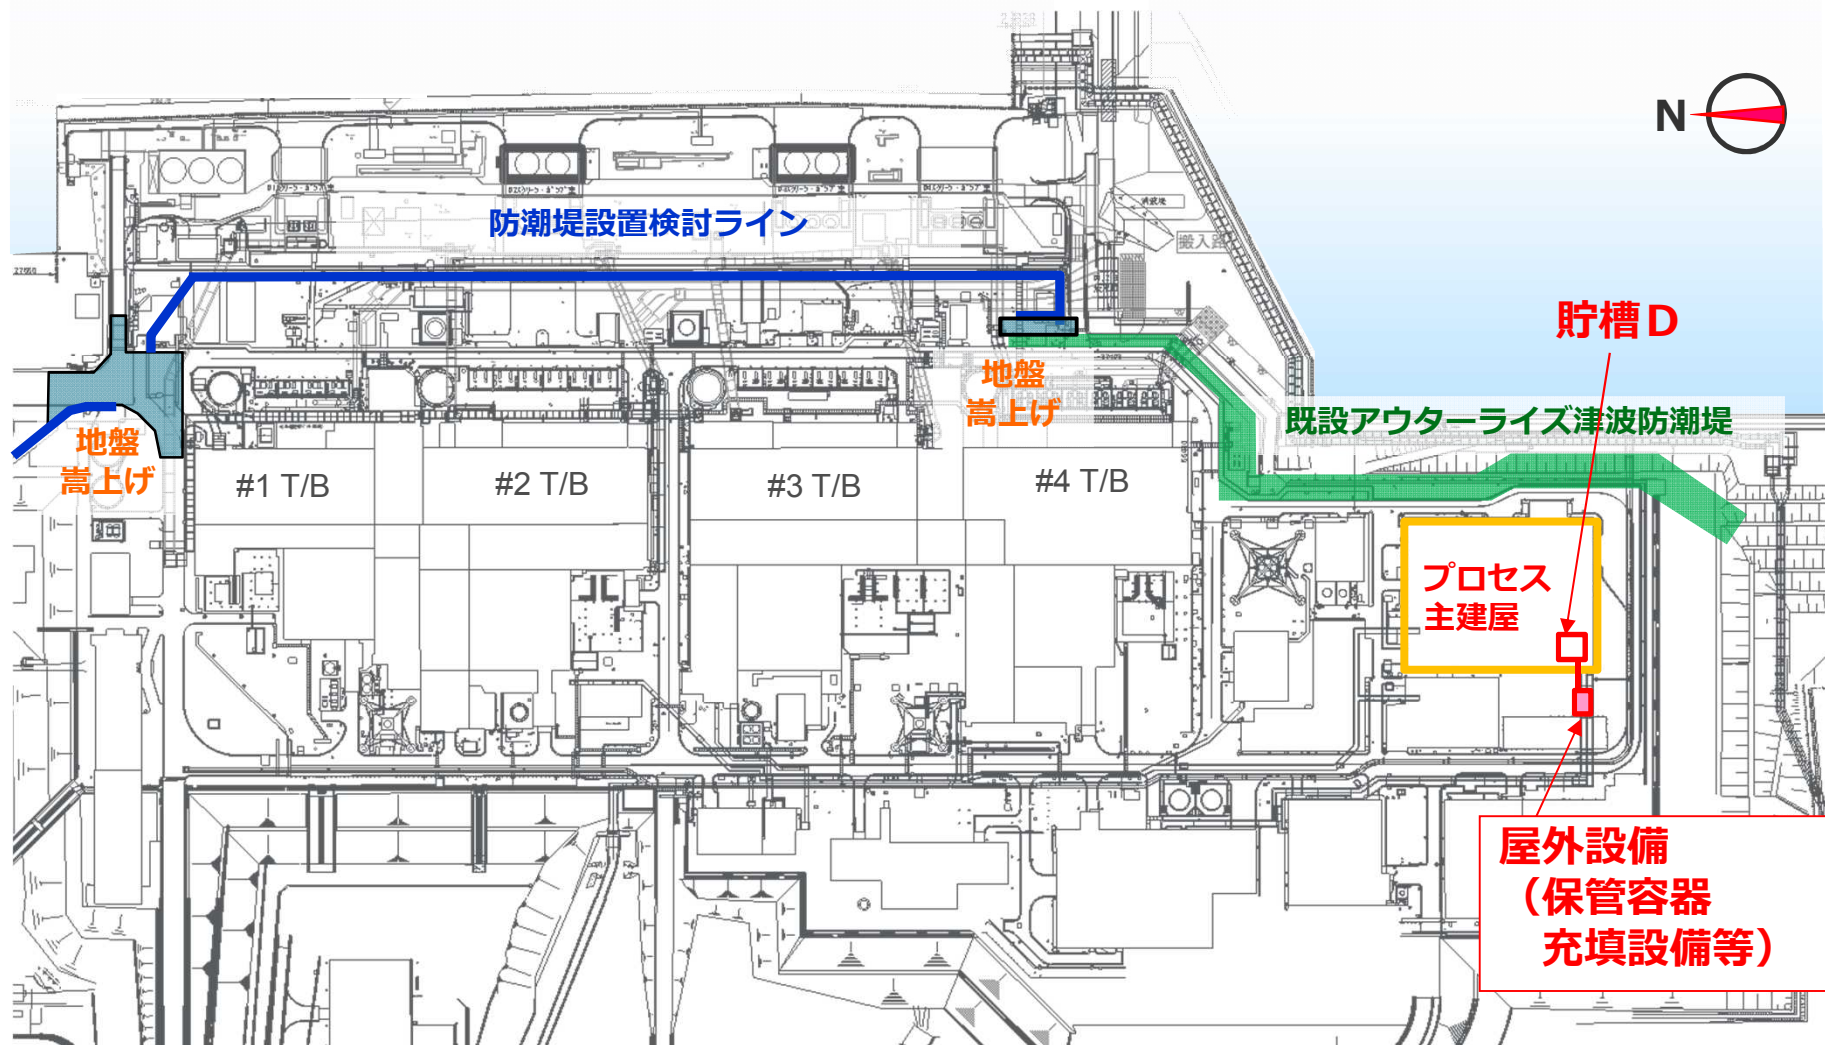 N
防潮堤設置検討ライン
搬入路
貯槽D
地盤
嵩上げ
既設アウターライズ津波防潮堤
地盤
嵩上げ
#1 T/B
#2 T/B
#3 T/B
#4 T/B
プロセス
主建屋
屋外設備
(保管容器
充填設備等)